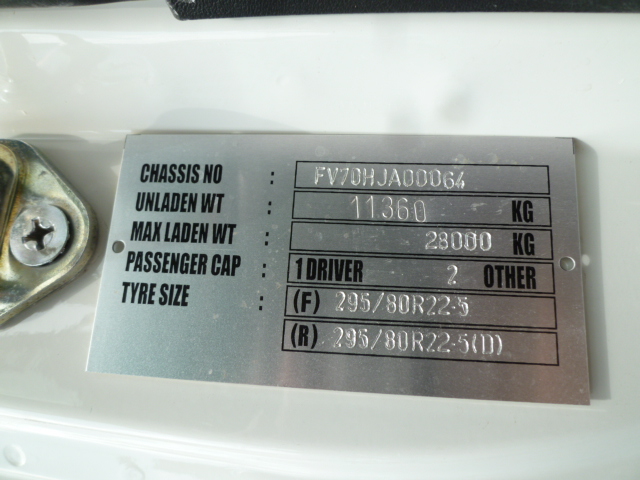 CHASSIS NO : FV70HJA00064
UNLADEN WT : 11360 KG
MAX LADEN WT : 28000 KG
PASSENGER CAP : 1 DRIVER 2 OTHER
TYRE SIZE : (F) 295/80R22.5
(R) 295/80R22.5(D)